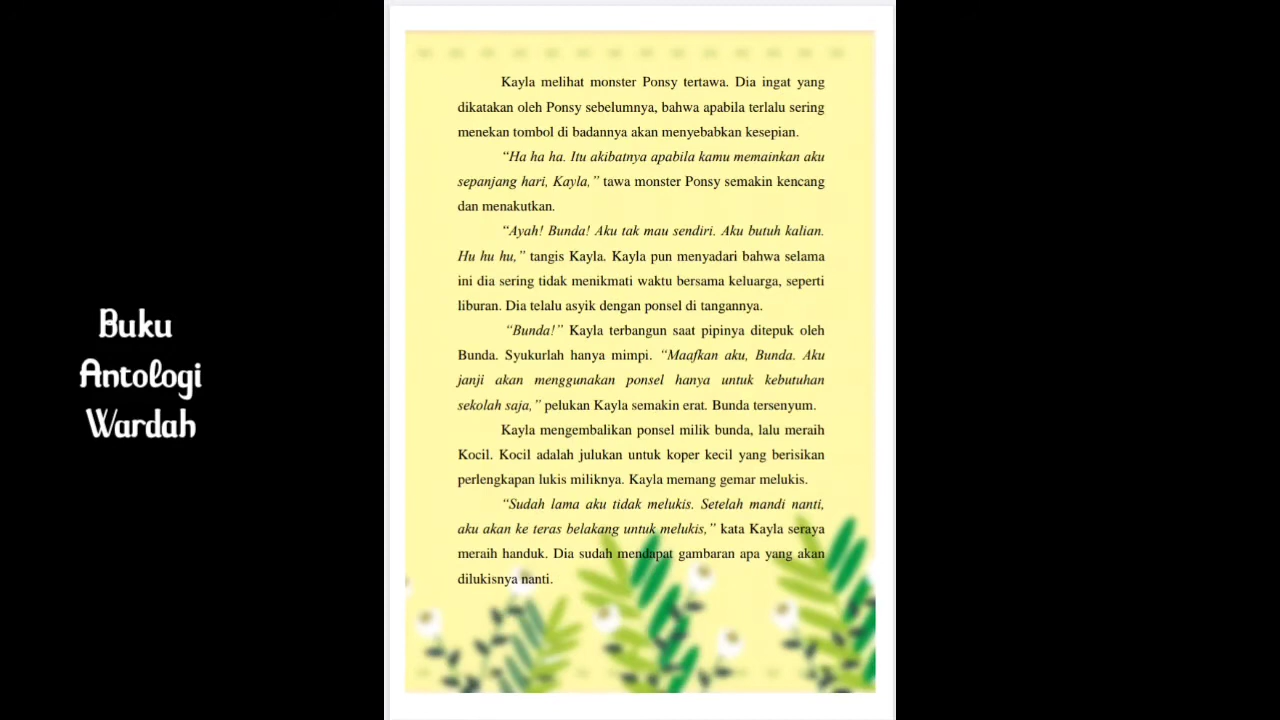 Buku
Antologi
Wardah
Kayla melihat monster Ponsy tertawa. Dia ingat yang
dikatakan oleh Ponsy sebelumnya, bahwa apabila terlalu sering
menekan tombol di badannya akan menyebabkan kesepian.
“Ha ha ha. Itu akibatnya apabila kamu memainkan aku
sepanjang hari, Kayla,” tawa monster Ponsy semakin kencang
dan menakutkan.
“Ayah! Bunda! Aku tak mau sendiri. Aku butuh kalian.
Hu hu hu,” tangis Kayla. Kayla pun menyadari bahwa selama
ini dia sering tidak menikmati waktu bersama keluarga, seperti
liburan. Dia telalu asyik dengan ponsel di tangannya.
“Bunda!” Kayla terbangun saat pipinya ditepuk oleh
Bunda. Syukurlah hanya mimpi. “Maafkan aku, Bunda. Aku
janji akan menggunakan ponsel hanya untuk kebutuhan
sekolah saja,” pelukan Kayla semakin erat. Bunda tersenyum.
Kayla mengembalikan ponsel milik bunda, lalu meraih
Kocil. Kocil adalah julukan untuk koper kecil yang berisikan
perlengkapan lukis miliknya. Kayla memang gemar melukis.
“Sudah lama aku tidak melukis. Setelah mandi nanti,
aku akan ke teras belakang untuk melukis,” kata Kayla seraya
meraih handuk. Dia sudah mendapat gambaran apa yang akan
dilukisnya nanti.